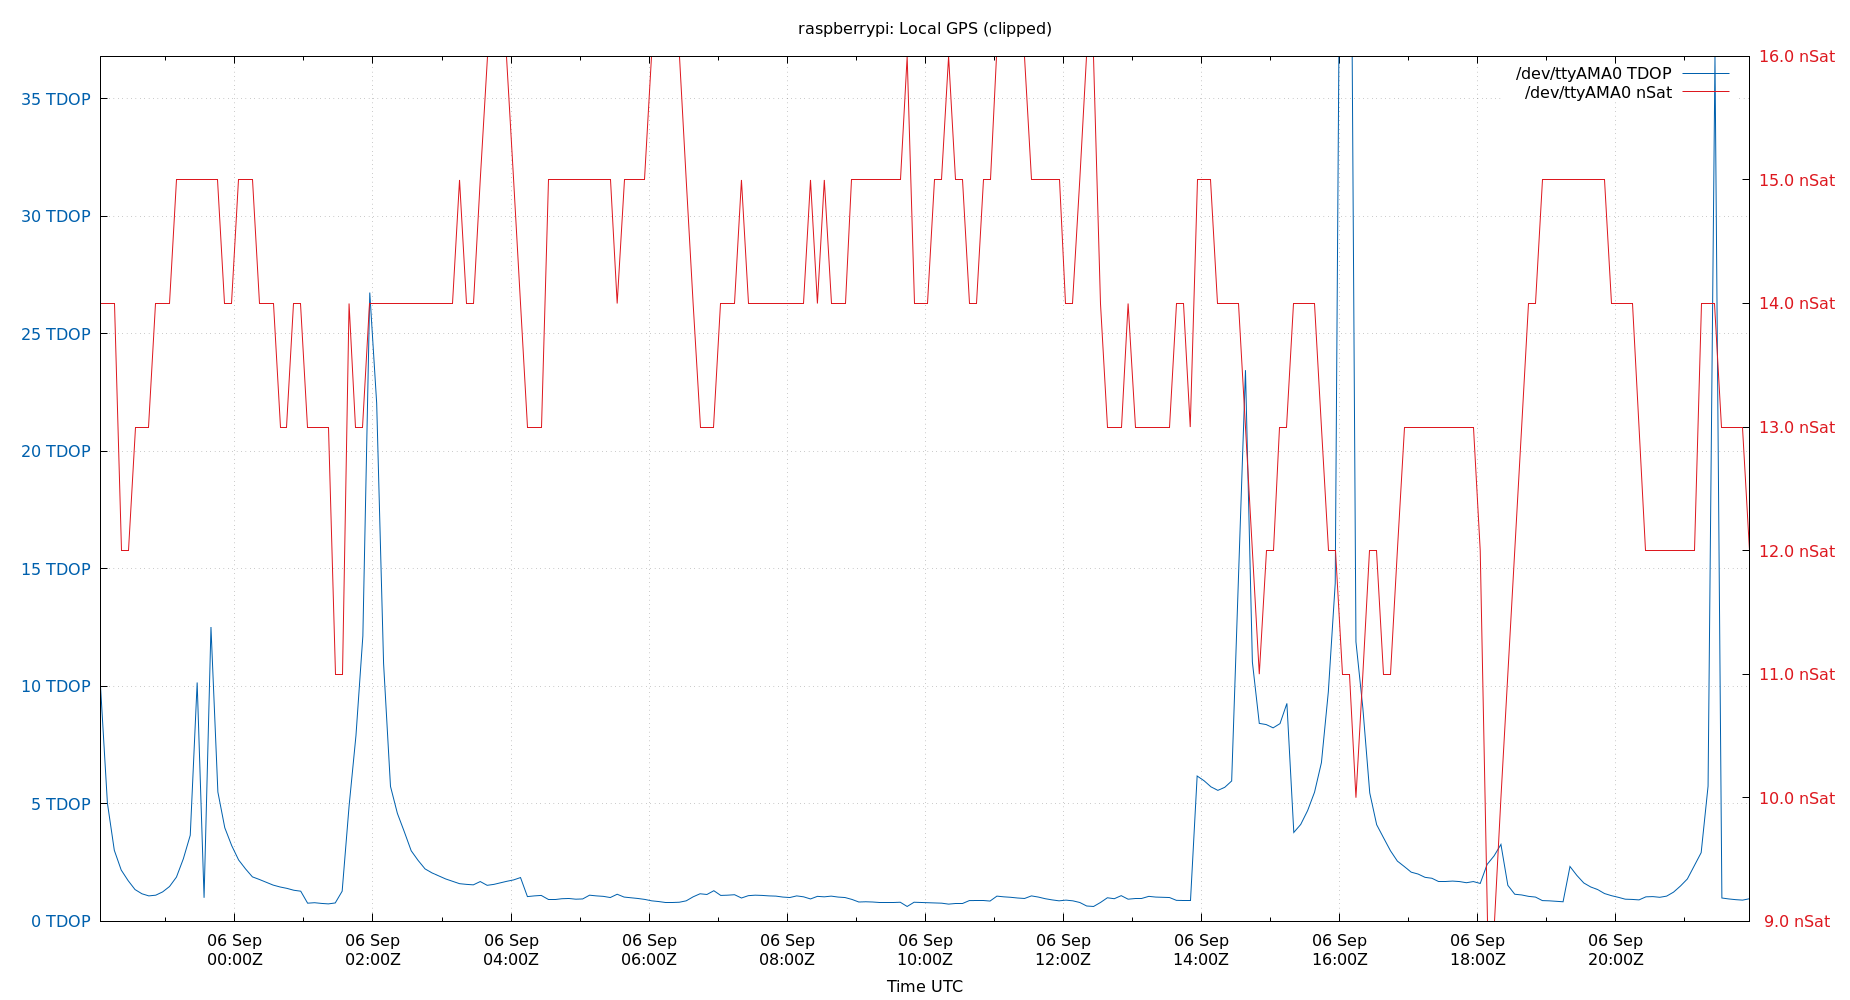 raspberrypi: Local GPS (clipped)
/dev/ttyAMA0 TDOP
/dev/ttyAMA0 nSat
35 TDOP
30 TDOP
25 TDOP
20 TDOP
15 TDOP
10 TDOP
5 TDOP
0 TDOP
16.0 nSat
15.0 nSat
14.0 nSat
13.0 nSat
12.0 nSat
11.0 nSat
10.0 nSat
9.0 nSat
06 Sep
00:00Z
06 Sep
02:00Z
06 Sep
04:00Z
06 Sep
06:00Z
06 Sep
08:00Z
06 Sep
10:00Z
06 Sep
12:00Z
06 Sep
14:00Z
06 Sep
16:00Z
06 Sep
18:00Z
06 Sep
20:00Z
Time UTC